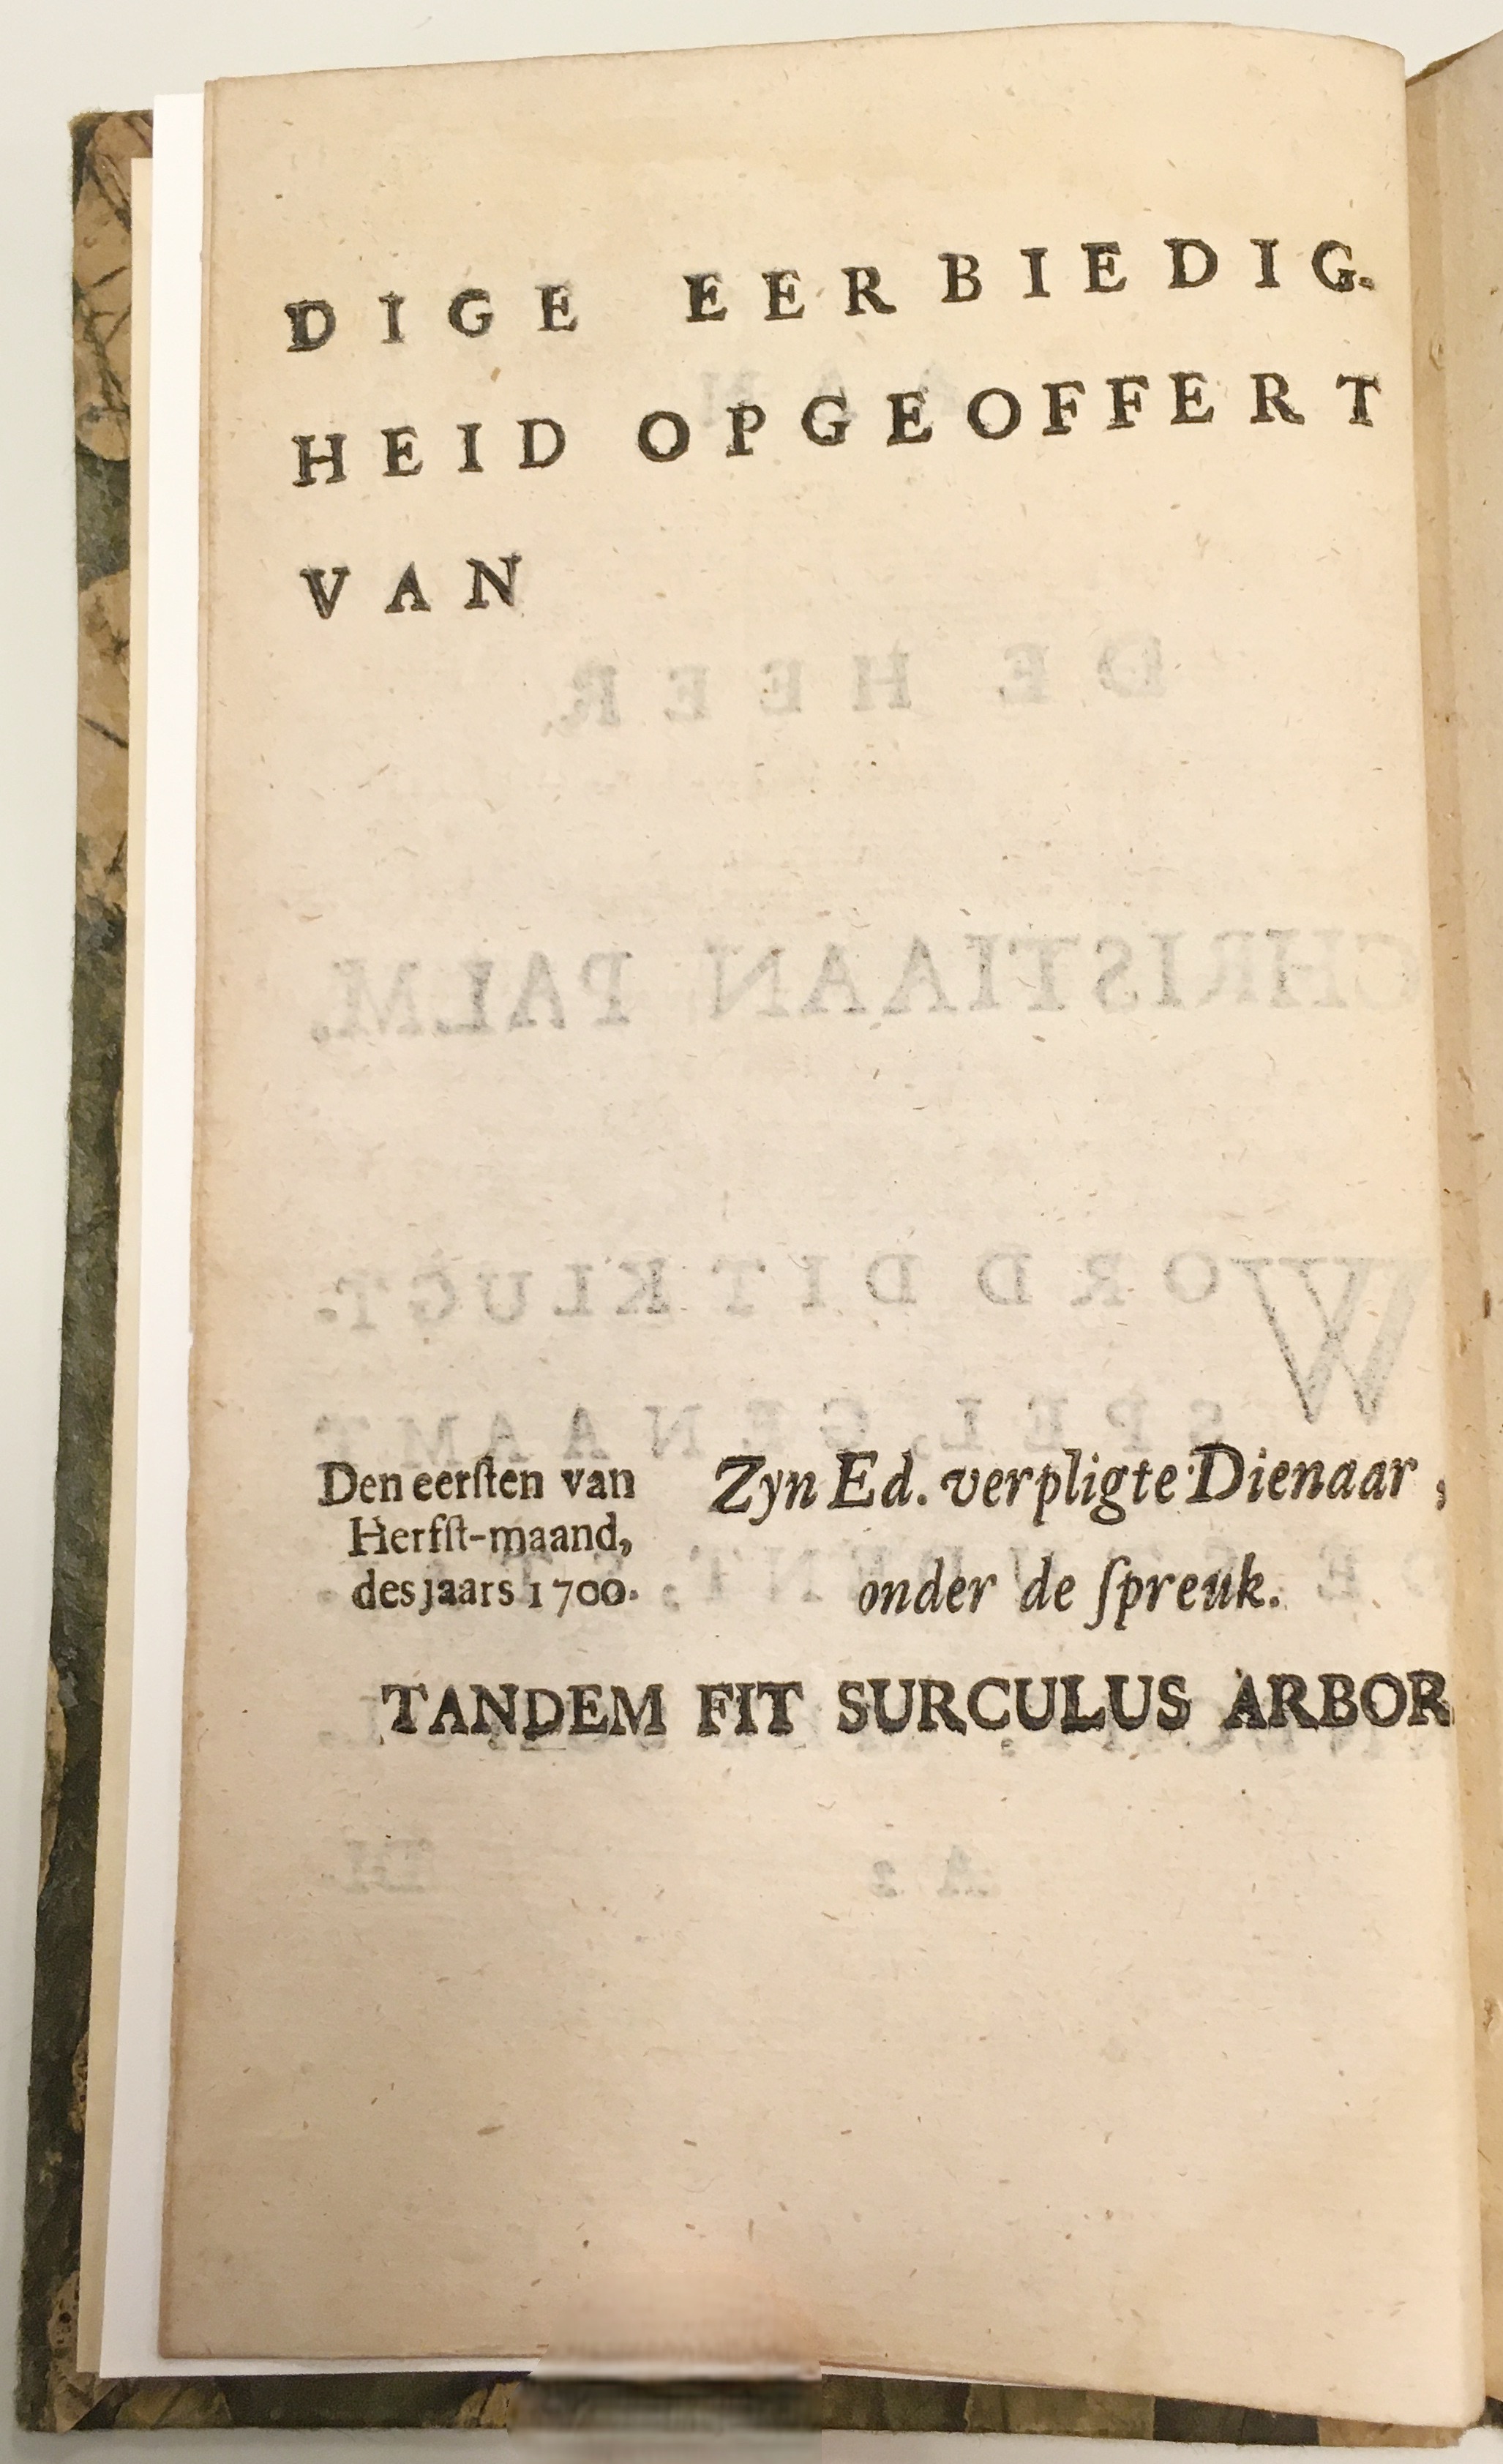 DIGE EERBIEDIG-
HEID OPGEOFFERT
VAN
Den eerſten van
Herfſt-maand,
des jaars 1700.
Zyn Ed. verpligte Dienaar,
onder de ſpreuk.
TANDEM FIT SURCULUS ARBOR